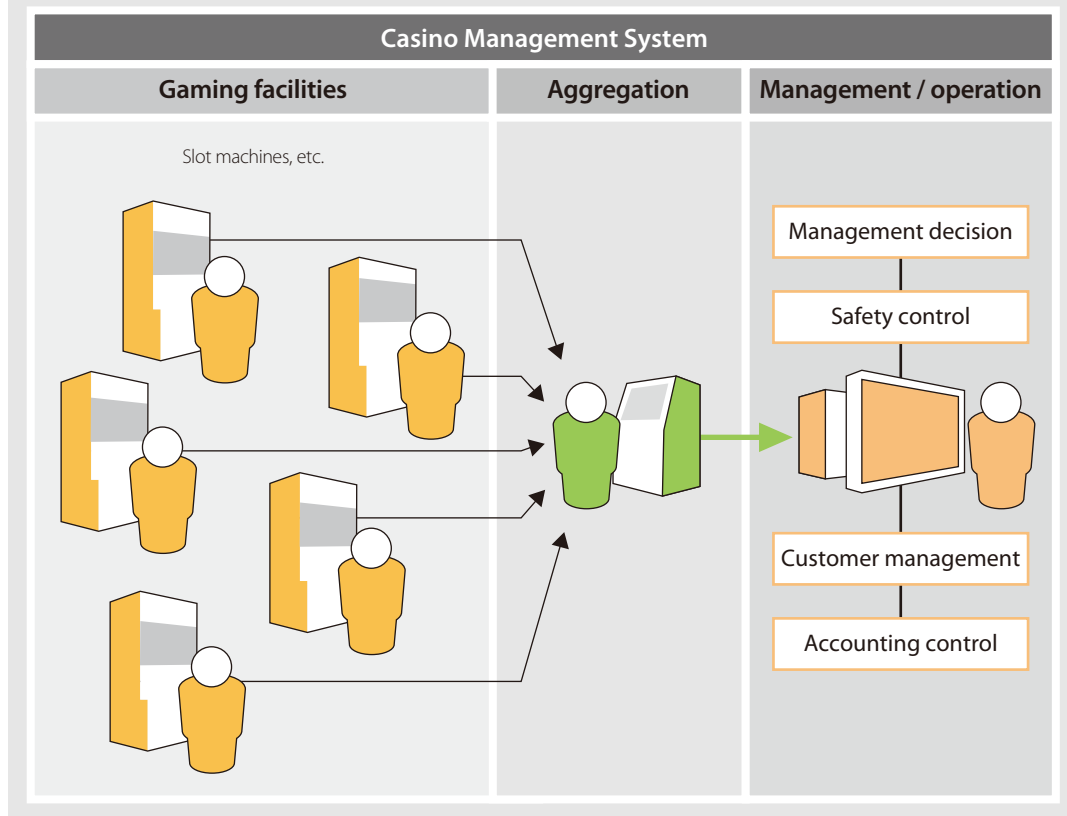 Casino Management System
Gaming facilities
Aggregation
Management / operation
Slot machines, etc.
Management decision
Safety control
Customer management
Accounting control